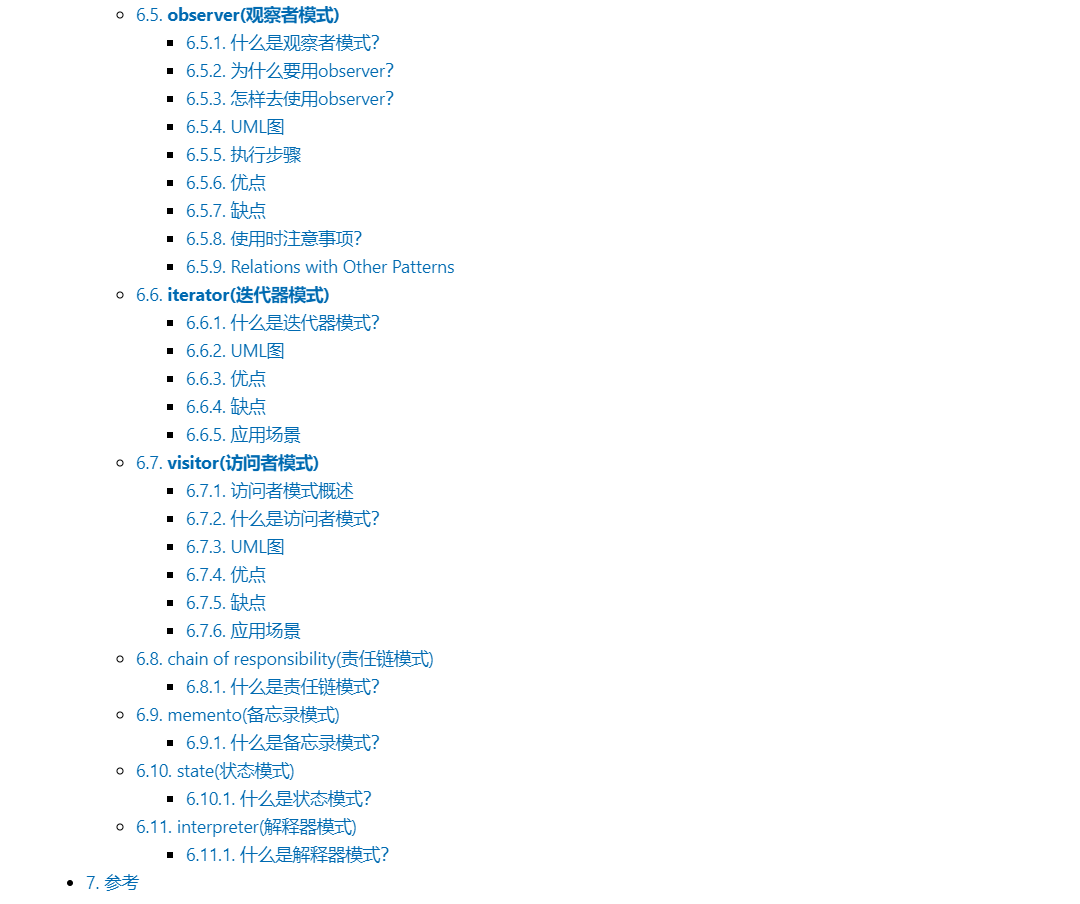 6.5. observer(观察者模式)
6.5.1. 什么是观察者模式?
6.5.2. 为什么要用observer?
6.5.3. 怎样去使用observer?
6.5.4. UML图
6.5.5. 执行步骤
6.5.6. 优点
6.5.7. 缺点
6.5.8. 使用时注意事项?
6.5.9. Relations with Other Patterns
6.6. iterator(迭代器模式)
6.6.1. 什么是迭代器模式?
6.6.2. UML图
6.6.3. 优点
6.6.4. 缺点
6.6.5. 应用场景
6.7. visitor(访问者模式)
6.7.1. 访问者模式概述
6.7.2. 什么是访问者模式?
6.7.3. UML图
6.7.4. 优点
6.7.5. 缺点
6.7.6. 应用场景
6.8. chain of responsibility(责任链模式)
6.8.1. 什么是责任链模式?
6.9. memento(备忘录模式)
6.9.1. 什么是备忘录模式?
6.10. state(状态模式)
6.10.1. 什么是状态模式?
6.11. interpreter(解释器模式)
6.11.1. 什么是解释器模式?
7. 参考